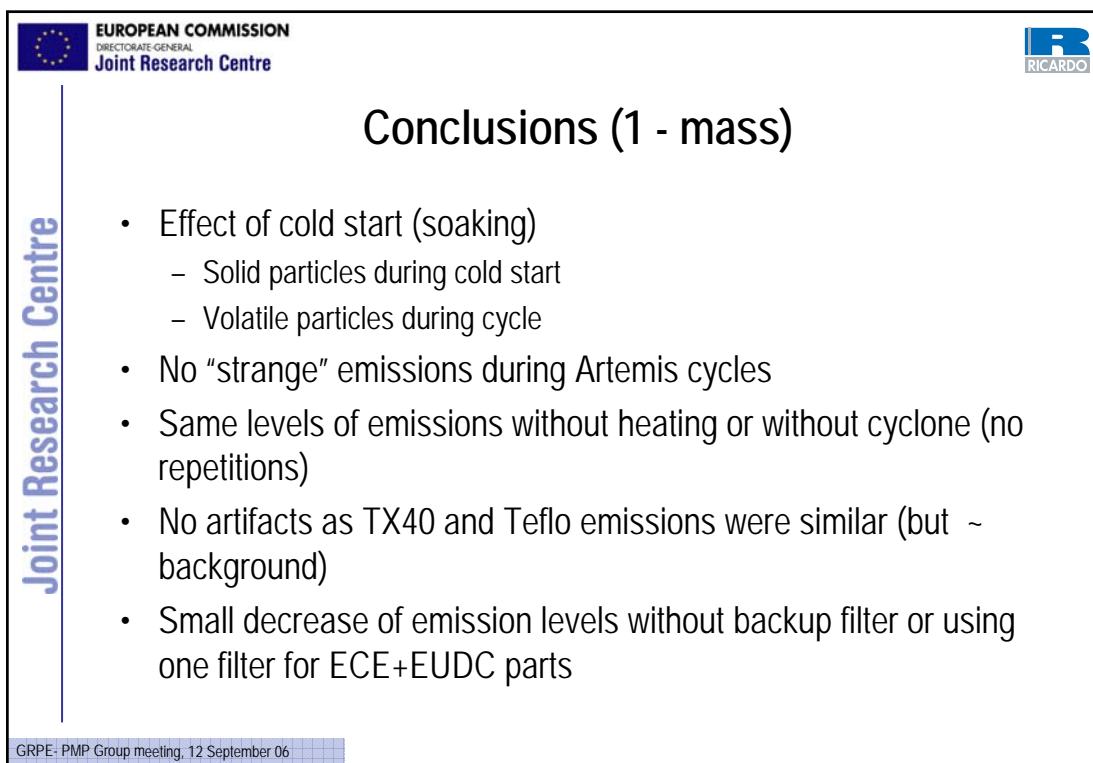 EUROPEAN COMMISSION
DIRECTORATE-GENERAL
Joint Research Centre
RICARDO
Conclusions (1 - mass)
Joint Research Centre
• Effect of cold start (soaking)
– Solid particles during cold start
– Volatile particles during cycle
• No “strange” emissions during Artemis cycles
• Same levels of emissions without heating or without cyclone (no
repetitions)
• No artifacts as TX40 and Teflo emissions were similar (but ~
background)
• Small decrease of emission levels without backup filter or using
one filter for ECE+EUDC parts
GRPE- PMP Group meeting, 12 September 06